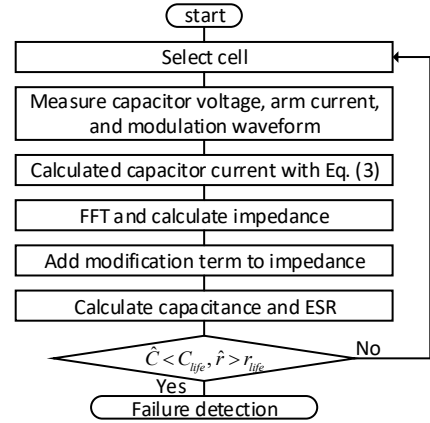 start
Select cell
Measure capacitor voltage, arm current,
and modulation waveform
Calculated capacitor current with Eq. (3)
FFT and calculate impedance
Add modification term to impedance
Calculate capacitance and ESR
Ĉ < C_life, r̂ > r_life
No
Yes
Failure detection